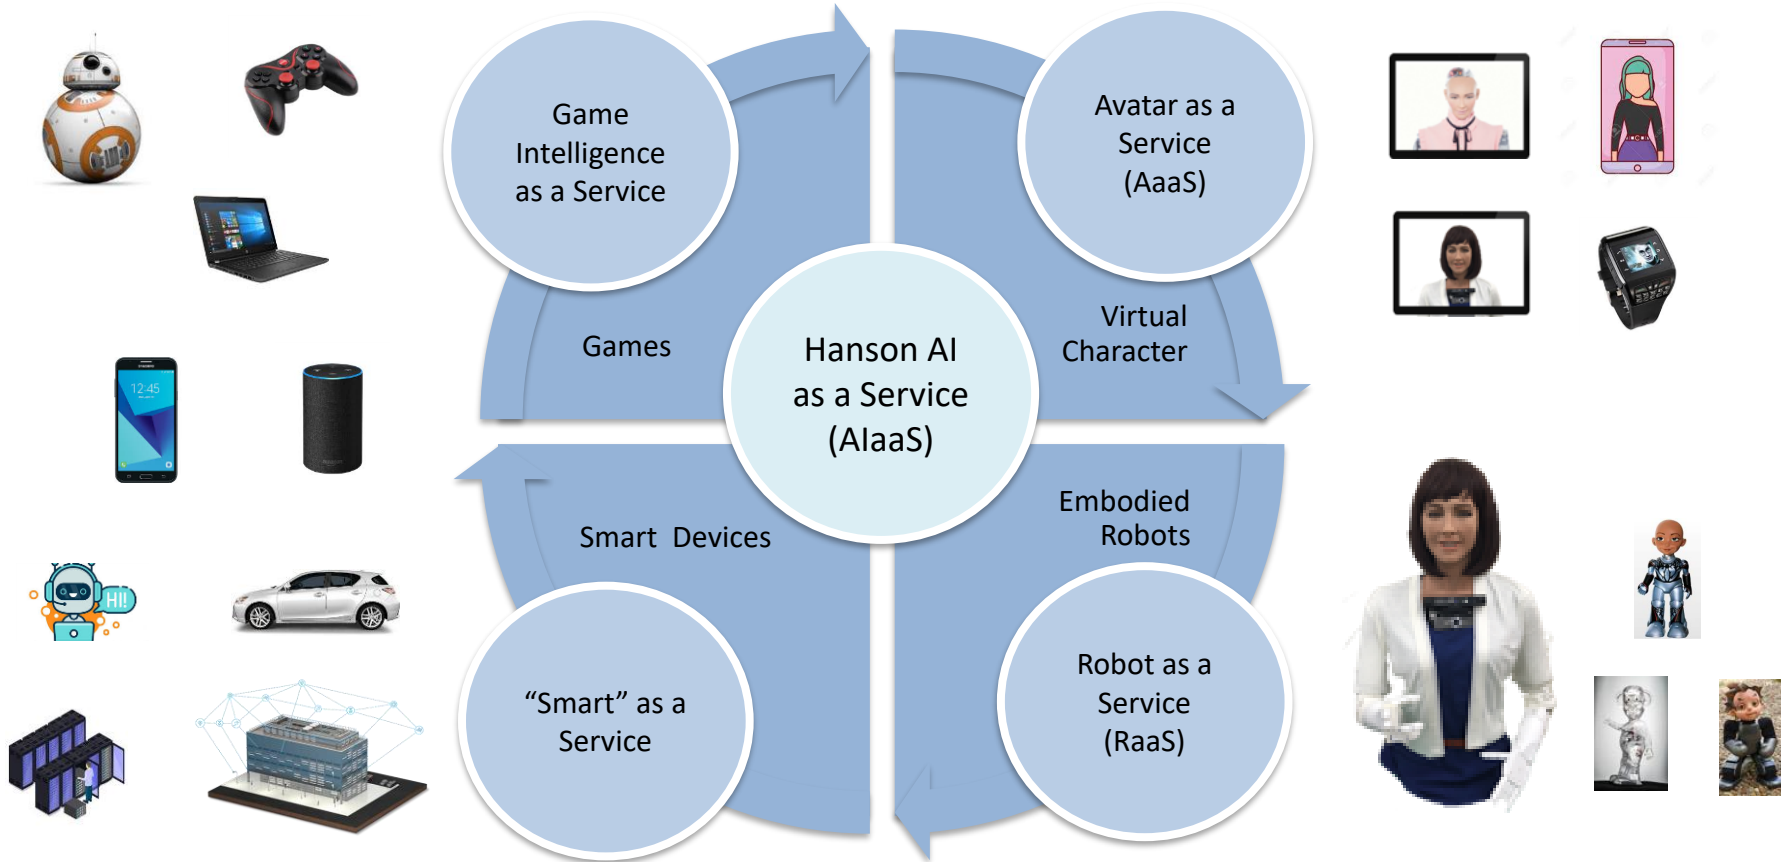 Game
Intelligence
as a Service
Avatar as a
Service
(AaaS)
Games
Virtual
Character
Hanson AI
as a Service
(AIaaS)
12:45
Smart Devices
Embodied
Robots
HI!
“Smart” as a
Service
Robot as a
Service
(RaaS)